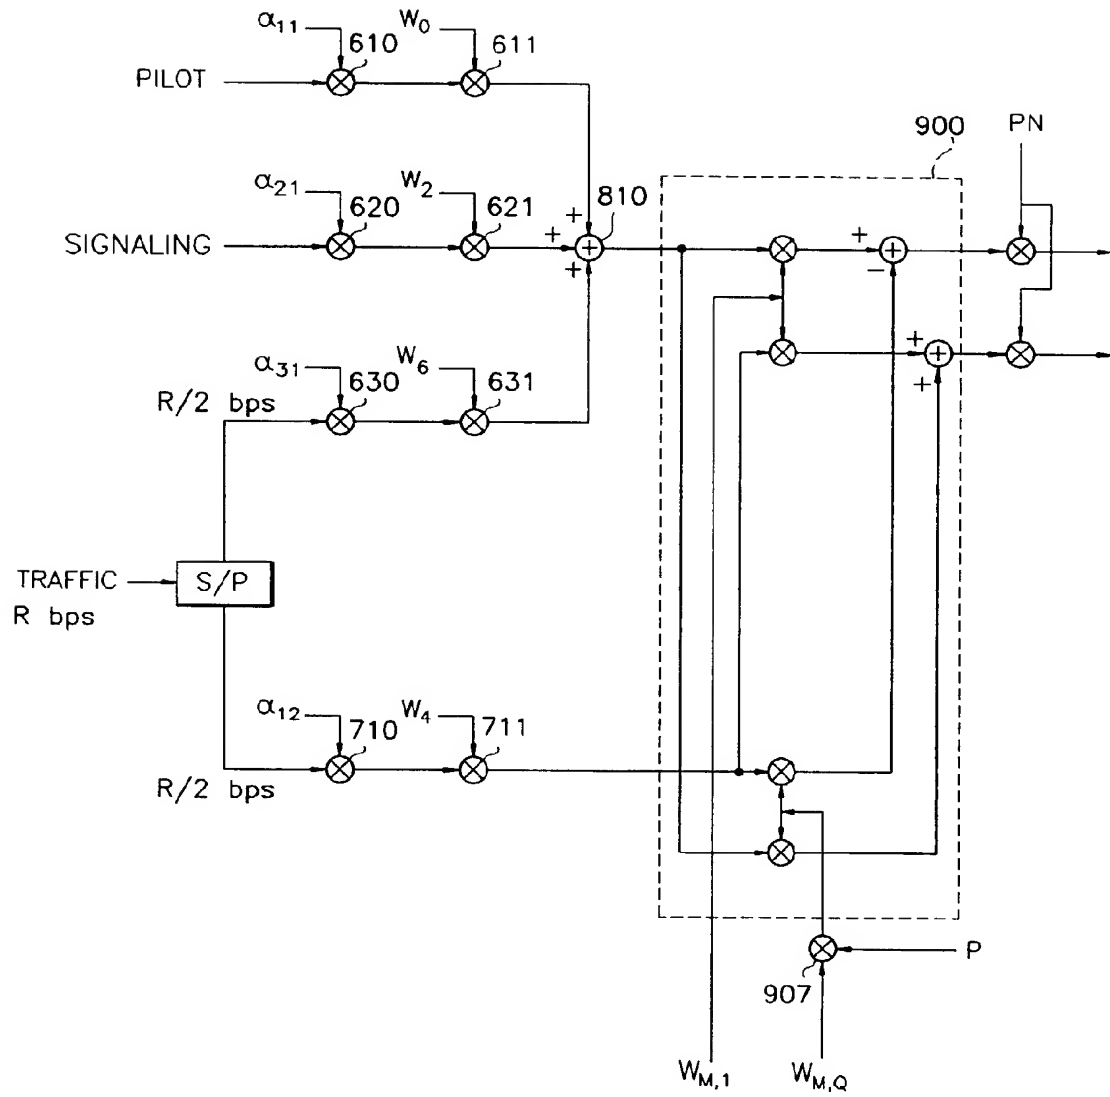 α11 W0
610 611
PILOT
900 PN
α21 W2 + 810
620 621
SIGNALING + + + −
α31 W6 + +
R/2 bps 630 631
TRAFFIC S/P
R bps
α12 W4
710 711
R/2 bps
P
907
WM,1 WM,Q